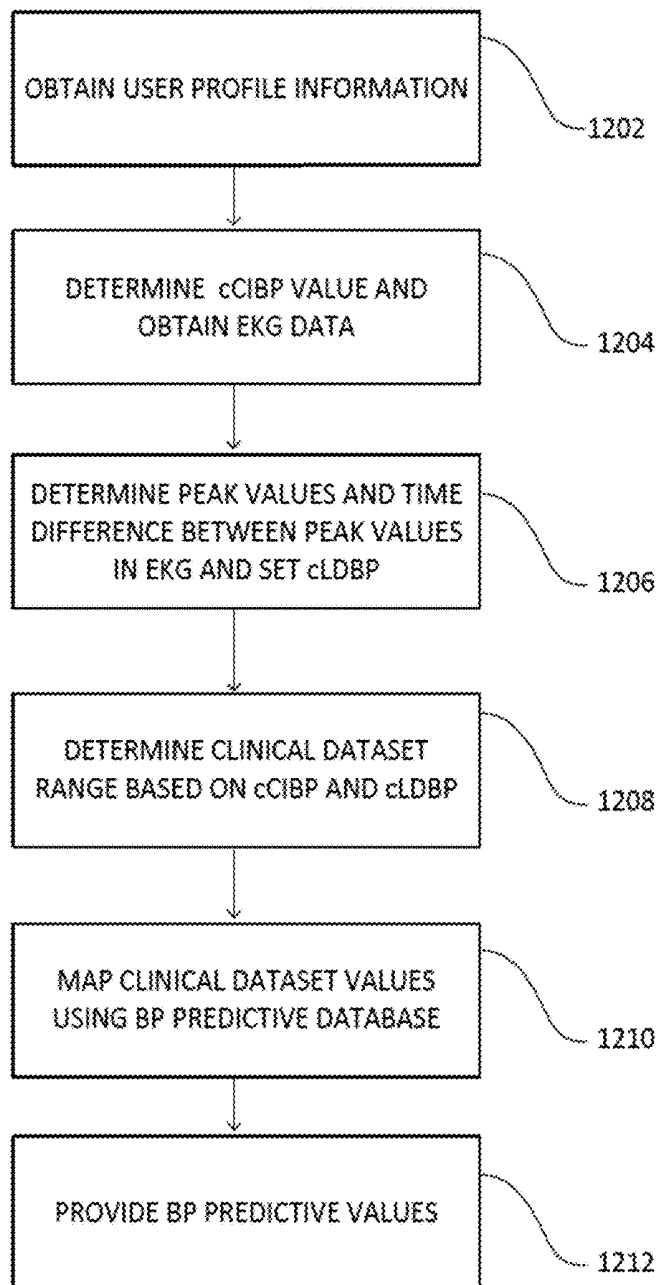 OBTAIN USER PROFILE INFORMATION
1202
DETERMINE cCIBP VALUE AND
OBTAIN EKG DATA
1204
DETERMINE PEAK VALUES AND TIME
DIFFERENCE BETWEEN PEAK VALUES
IN EKG AND SET cLDBP
1206
DETERMINE CLINICAL DATASET
RANGE BASED ON cCIBP AND cLDBP
1208
MAP CLINICAL DATASET VALUES
USING BP PREDICTIVE DATABASE
1210
PROVIDE BP PREDICTIVE VALUES
1212